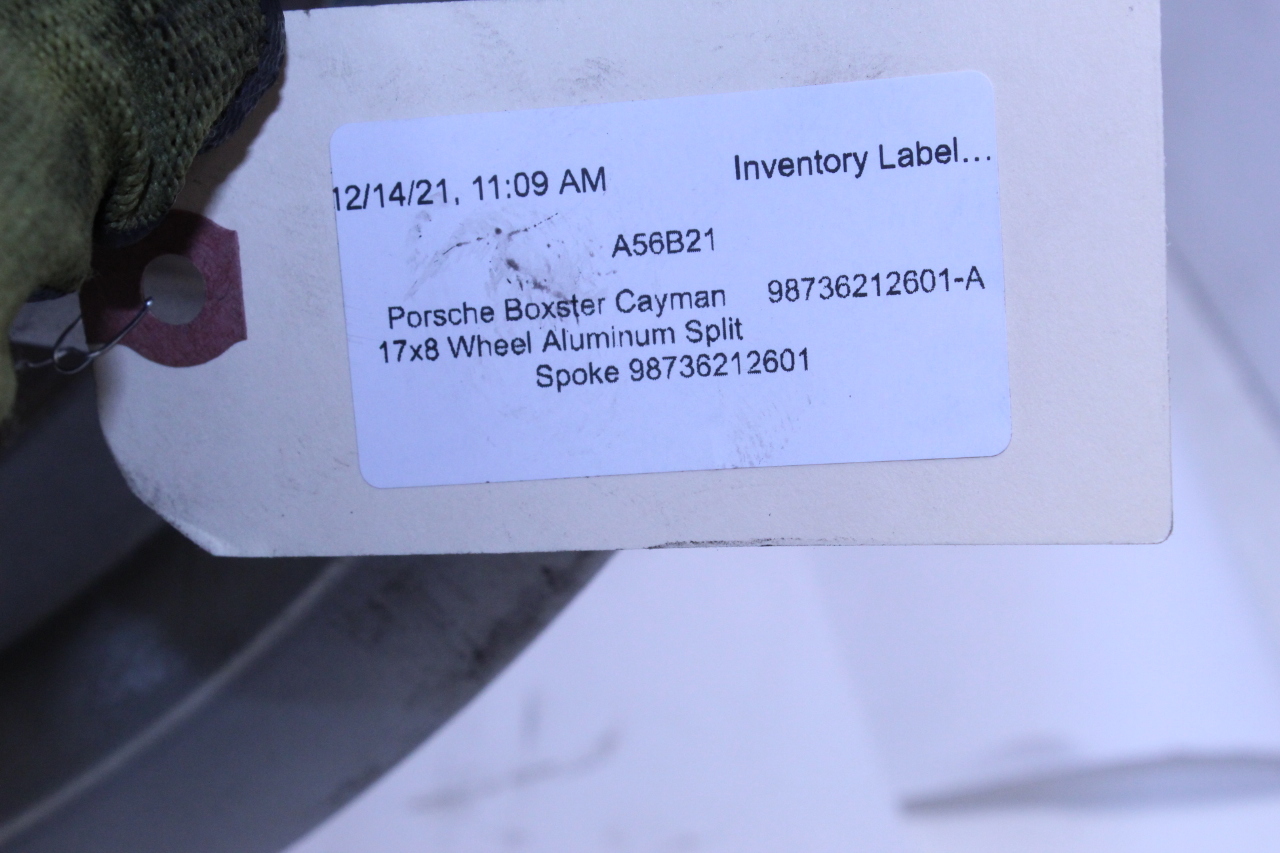 12/14/21, 11:09 AM Inventory Label...
A56B21
Porsche Boxster Cayman 98736212601-A
17x8 Wheel Aluminum Split
Spoke 98736212601